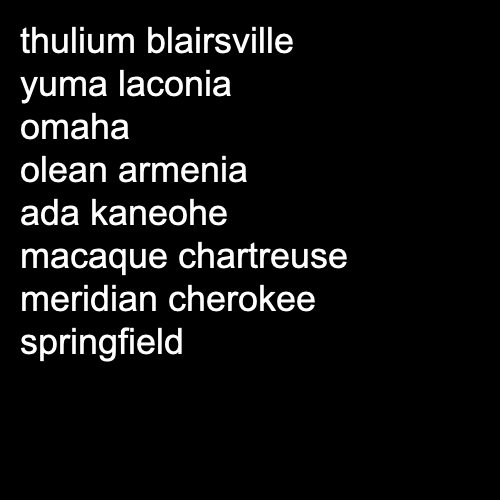 thulium blairsville
yuma laconia
omaha
olean armenia
ada kaneohe
macaque chartreuse
meridian cherokee
springfield